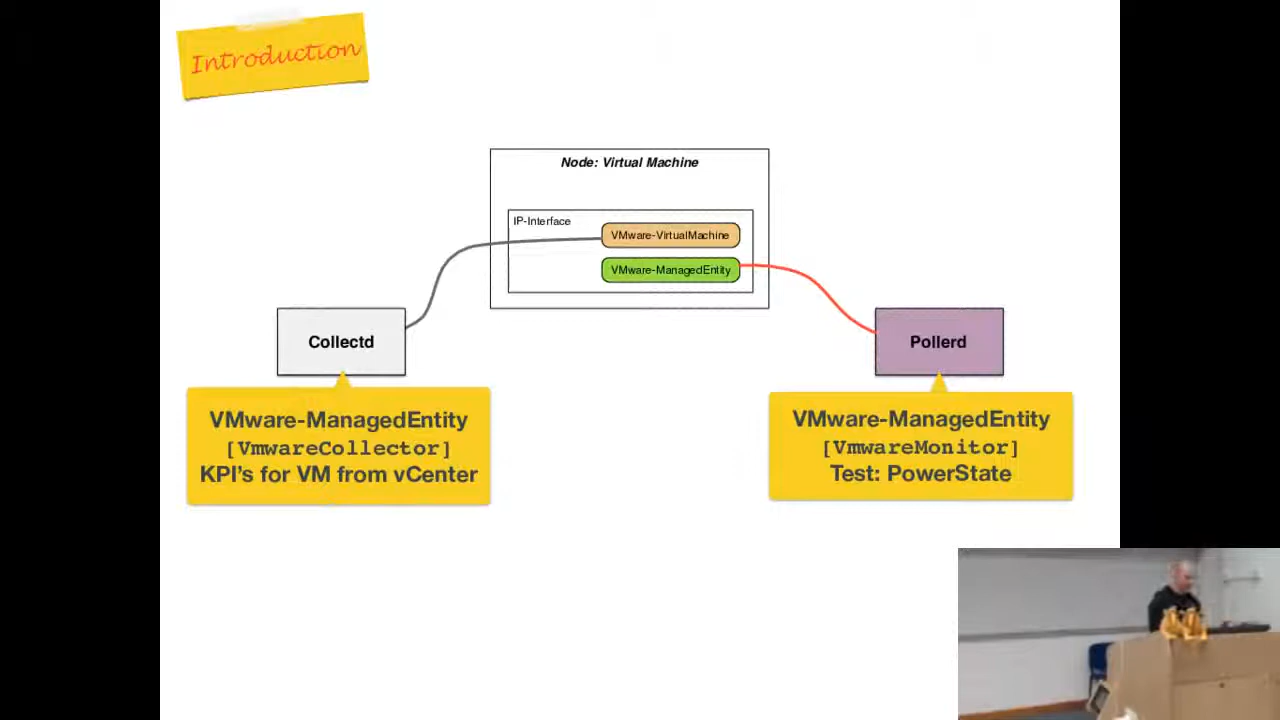 Introduction
Node: Virtual Machine
IP-Interface
VMware-VirtualMachine
VMware-ManagedEntity
Collectd
Pollerd
VMware-ManagedEntity
[VmwareCollector]
KPI's for VM from vCenter
VMware-ManagedEntity
[VmwareMonitor]
Test: PowerState